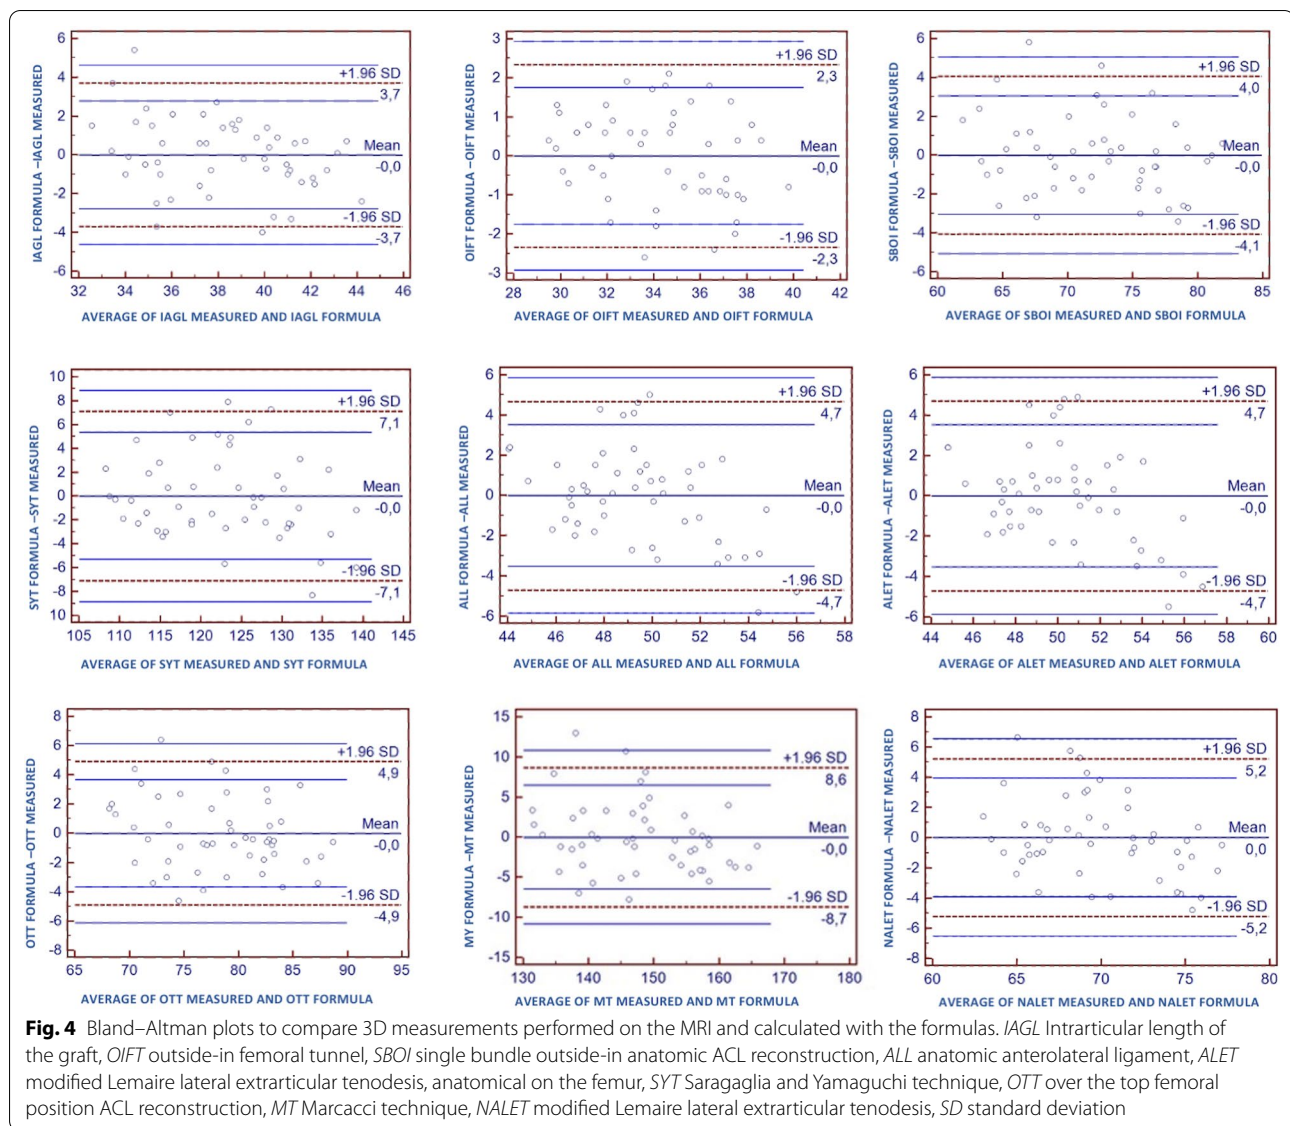 IAGL FORMULA –IAGL MEASURED
6
4
2
0
-2
-4
-6
+1.96 SD
3,7
Mean
-0,0
-1.96 SD
-3,7
32 34 36 38 40 42 44 46
AVERAGE OF IAGL MEASURED AND IAGL FORMULA
OIFT FORMULA –OIFT MEASURED
3
2
1
0
-1
-2
-3
+1.96 SD
2,3
Mean
-0,0
-1.96 SD
-2,3
28 30 32 34 36 38 40 42
AVERAGE OF OIFT MEASURED AND OIFT FORMULA
SBOI FORMULA –SBOI MEASURED
6
4
2
0
-2
-4
-6
+1.96 SD
4,0
Mean
-0,0
-1.96 SD
-4,1
60 65 70 75 80 85
AVERAGE OF SBOI MEASURED AND SBOI FORMULA
SYT FORMULA –SYT MEASURED
10
8
6
4
2
0
-2
-4
-6
-8
10
+1.96 SD
7,1
Mean
-0,0
-1.96 SD
-7,1
105 110 115 120 125 130 135 140 145
AVERAGE OF SYT MEASURED AND SYT FORMULA
ALL FORMULA –ALL MEASURED
6
4
2
0
-2
-4
-6
+1.96 SD
4,7
Mean
-0,0
-1.96 SD
-4,7
44 46 48 50 52 54 56 58
AVERAGE OF ALL MEASURED AND ALL FORMULA
ALET FORMULA –ALET MEASURED
6
4
2
0
-2
-4
-6
+1.96 SD
4,7
Mean
-0,0
-1.96 SD
-4,7
44 46 48 50 52 54 56 58 60
AVERAGE OF ALET MEASURED AND ALET FORMULA
OTT FORMULA –OTT MEASURED
8
6
4
2
0
-2
-4
-6
-8
+1.96 SD
4,9
Mean
-0,0
-1.96 SD
-4,9
65 70 75 80 85 90 95
AVERAGE OF OTT MEASURED AND OTT FORMULA
MY FORMULA –MT MEASURED
15
10
5
0
-5
-10
-15
+1.96 SD
8,6
Mean
-0,0
-1.96 SD
-8,7
130 140 150 160 170 180
AVERAGE OF MT MEASURED AND MT FORMULA
NALET FORMULA –NALET MEASURED
8
6
4
2
0
-2
-4
-6
-8
+1.96 SD
5,2
Mean
0,0
-1.96 SD
-5,2
60 65 70 75 80
AVERAGE OF NALET MEASURED AND NALET FORMULA
Fig. 4 Bland–Altman plots to compare 3D measurements performed on the MRI and calculated with the formulas. IAGL Intrarticular length of
the graft, OIFT outside-in femoral tunnel, SBOI single bundle outside-in anatomic ACL reconstruction, ALL anatomic anterolateral ligament, ALET
modified Lemaire lateral extrarticular tenodesis, anatomical on the femur, SYT Saragaglia and Yamaguchi technique, OTT over the top femoral
position ACL reconstruction, MT Marcacci technique, NALET modified Lemaire lateral extrarticular tenodesis, SD standard deviation